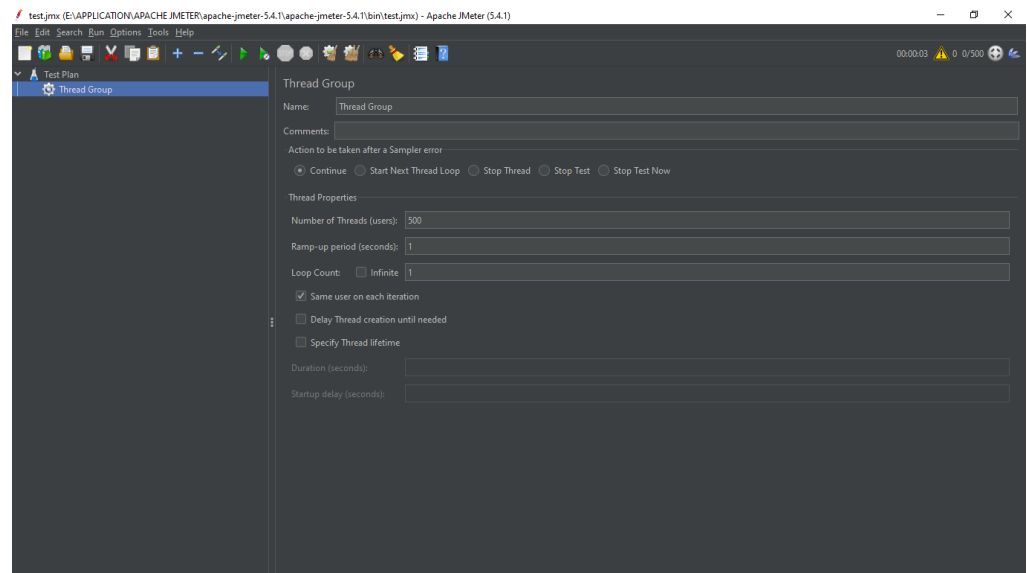 test.jmx (E:\APPLICATION\APACHE JMETER\apache-jmeter-5.4.1\apache-jmeter-5.4.1\bin\test.jmx) - Apache JMeter (5.4.1)
File Edit Search Run Options Tools Help
00:00:03 0 0/500
Test Plan
Thread Group
Thread Group
Name: Thread Group
Comments:
Action to be taken after a Sampler error
Continue Start Next Thread Loop Stop Thread Stop Test Stop Test Now
Thread Properties
Number of Threads (users): 500
Ramp-up period (seconds): 1
Loop Count: Infinite 1
Same user on each iteration
Delay Thread creation until needed
Specify Thread lifetime
Duration (seconds):
Startup delay (seconds):